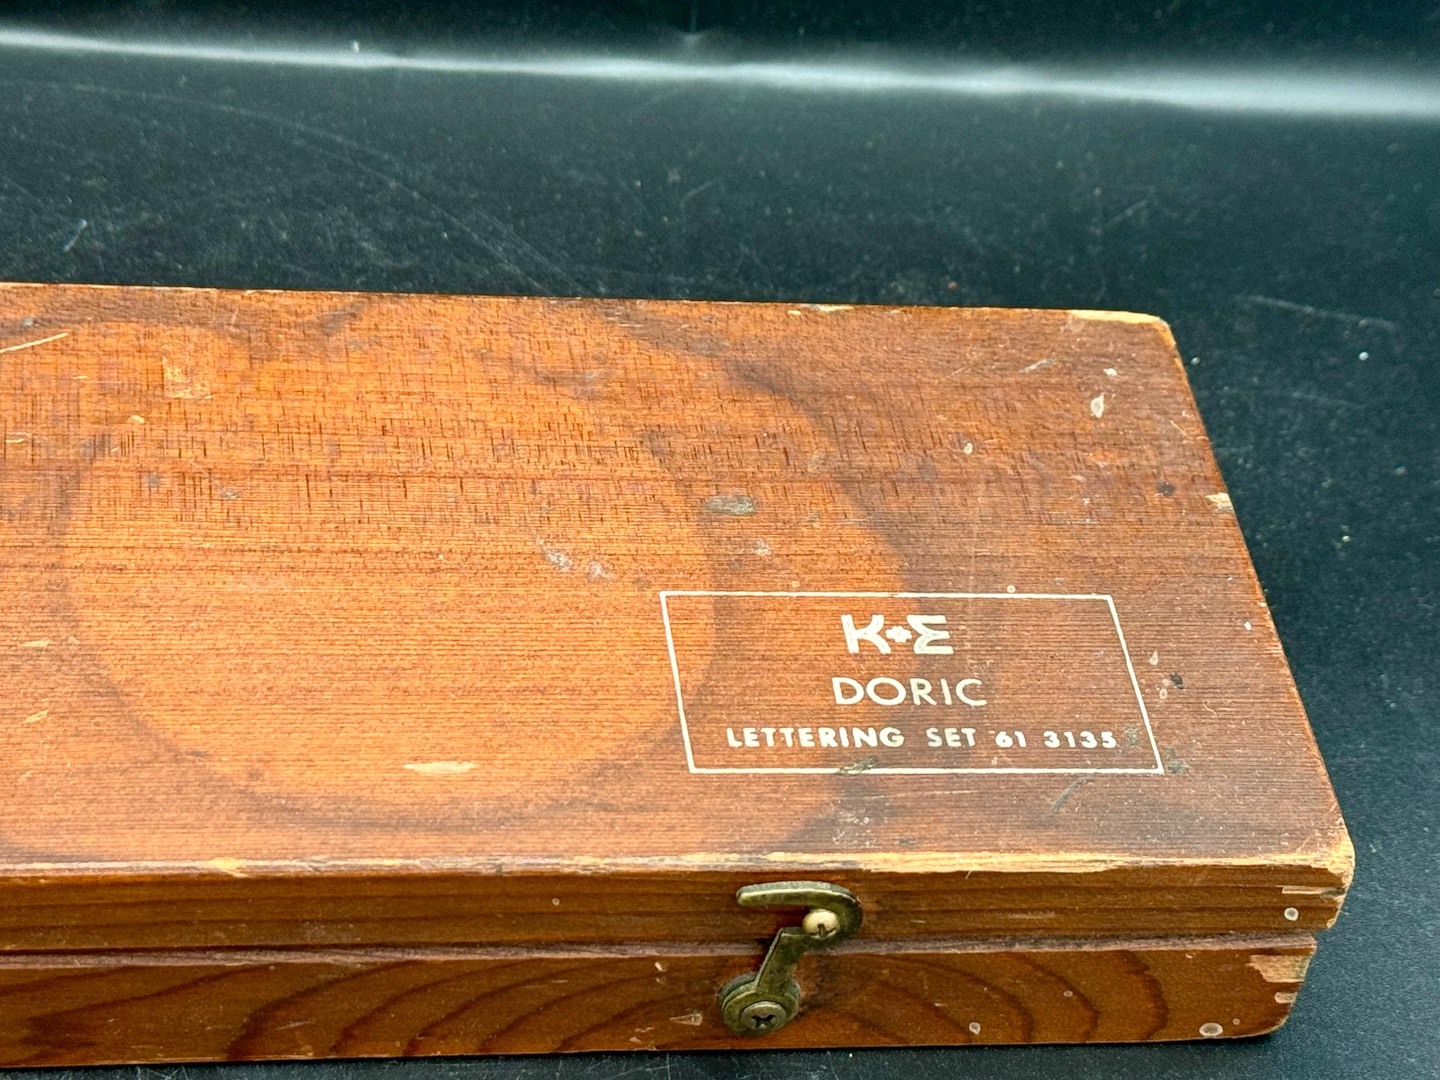 K+E
DORIC
LETTERING SET 61 3135